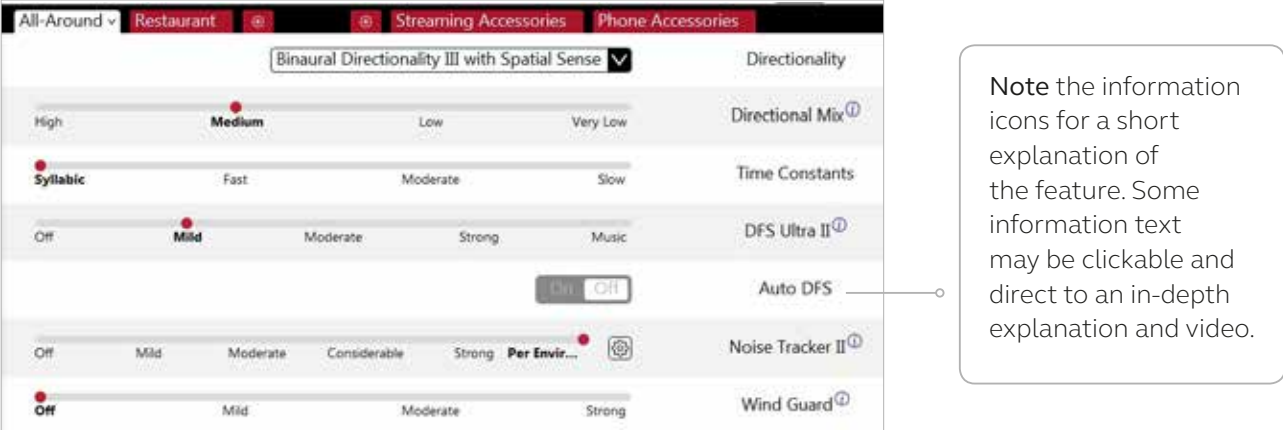 All-Around Restaurant Streaming Accessories Phone Accessories
Binaural Directionality III with Spatial Sense Directionality
High Medium Low Very Low Directional Mix
Syllabic Fast Moderate Slow Time Constants
Off Mild Moderate Strong Music DFS Ultra II
On Off Auto DFS
Off Mild Moderate Considerable Strong Per Envir... Noise Tracker II
Off Mild Moderate Strong Wind Guard
Note the information
icons for a short
explanation of
the feature. Some
information text
may be clickable and
direct to an in-depth
explanation and video.